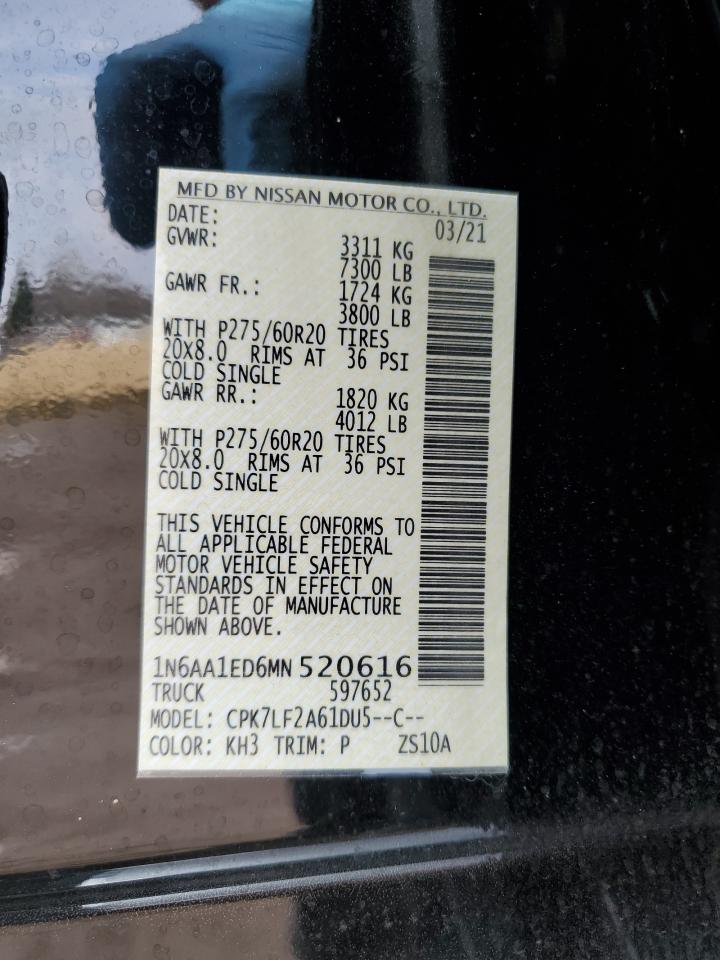 MFD BY NISSAN MOTOR CO., LTD.
DATE: 03/21
GVWR: 3311 KG
7300 LB
GAWR FR.: 1724 KG
3800 LB
WITH P275/60R20 TIRES
20X8.0 RIMS AT 36 PSI
COLD SINGLE
GAWR RR.: 1820 KG
4012 LB
WITH P275/60R20 TIRES
20X8.0 RIMS AT 36 PSI
COLD SINGLE
THIS VEHICLE CONFORMS TO
ALL APPLICABLE FEDERAL
MOTOR VEHICLE SAFETY
STANDARDS IN EFFECT ON
THE DATE OF MANUFACTURE
SHOWN ABOVE.
1N6AA1ED6MN 520616
TRUCK 597652
MODEL: CPK7LF2A61DU5--C--
COLOR: KH3 TRIM: P ZS10A